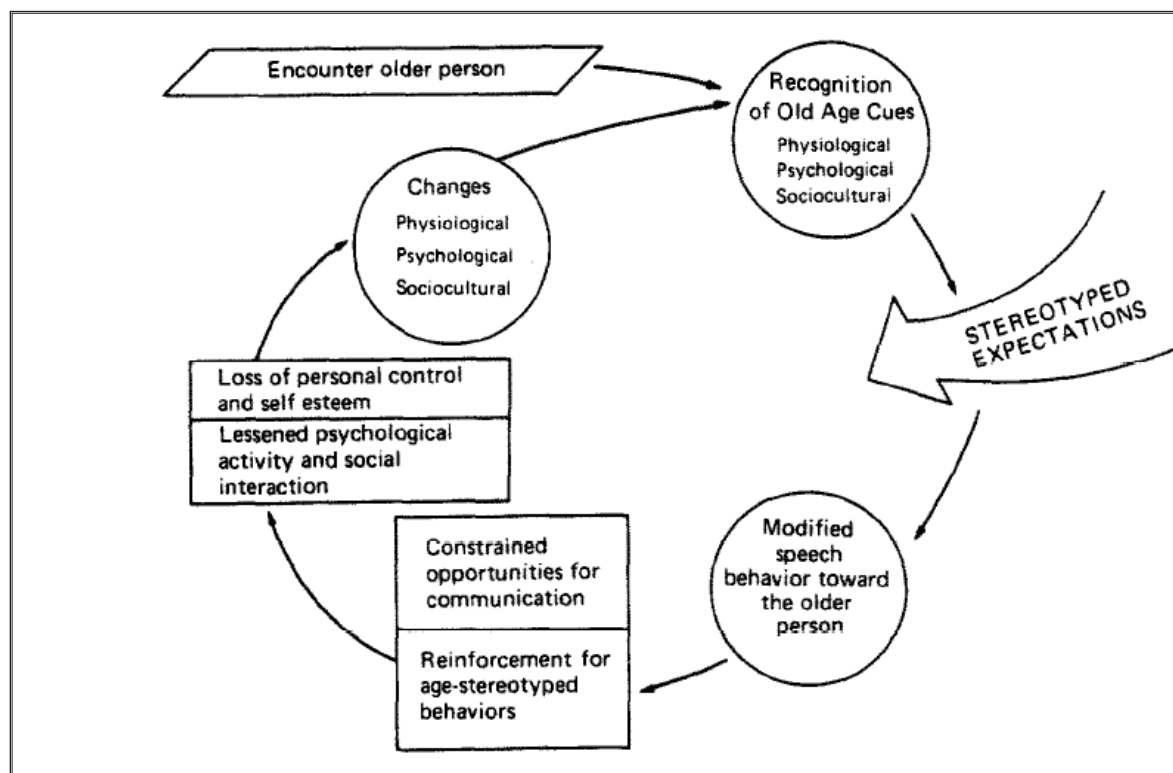 Encounter older person
Recognition
of Old Age Cues
Physiological
Psychological
Sociocultural
STEREOTYPED
EXPECTATIONS
Modified
speech
behavior toward
the older
person
Constrained
opportunities for
communication
Reinforcement for
age-stereotyped
behaviors
Loss of personal control
and self esteem
Lessened psychological
activity and social
interaction
Changes
Physiological
Psychological
Sociocultural